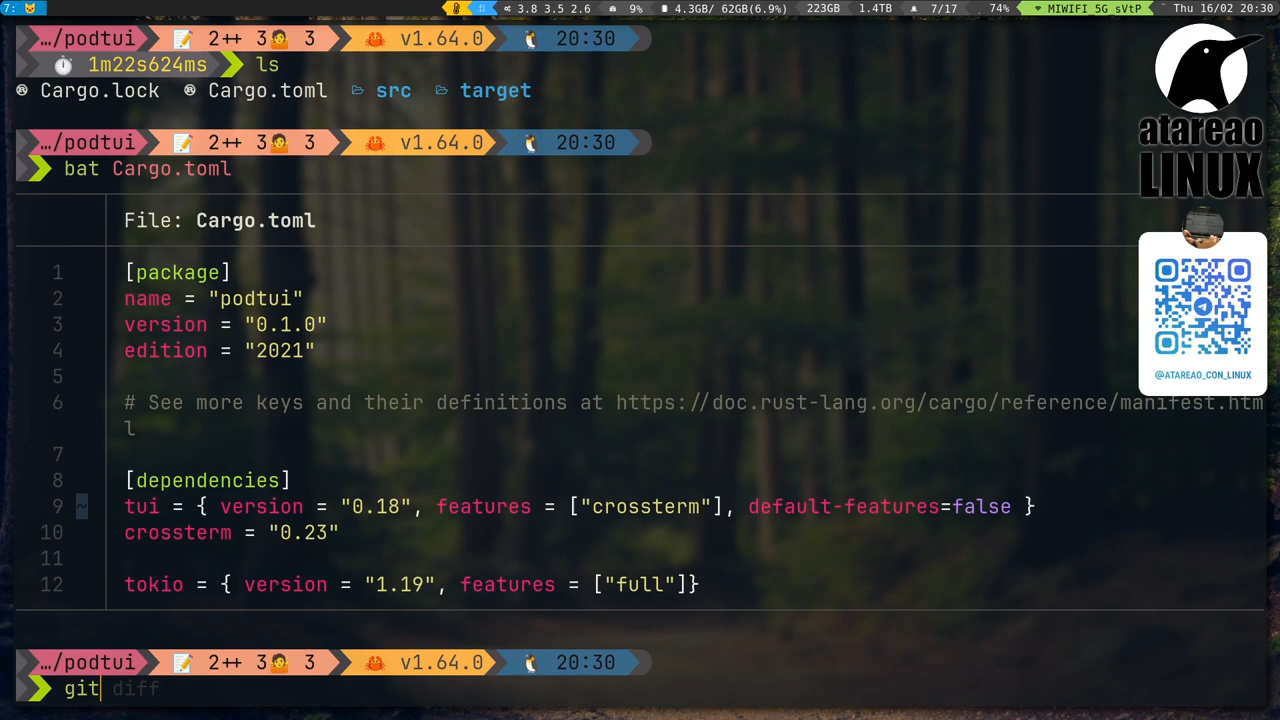 7: 3.8 3.5 2.6 9% 4.3GB/ 62GB(6.9%) 223GB 1.4TB 7/17 74% MIWIFI 5G sVtP Thu 16/02 20:30
…/podtui 2++ 3 3 v1.64.0 20:30
1m22s624ms ls
Cargo.lock Cargo.toml src target
…/podtui 2++ 3 3 v1.64.0 20:30
bat Cargo.toml
File: Cargo.toml
1 [package]
2 name = "podtui"
3 version = "0.1.0"
4 edition = "2021"
5
6 # See more keys and their definitions at https://doc.rust-lang.org/cargo/reference/manifest.htm
l
7
8 [dependencies]
9 ~ tui = { version = "0.18", features = ["crossterm"], default-features=false }
10 crossterm = "0.23"
11
12 tokio = { version = "1.19", features = ["full"]}
…/podtui 2++ 3 3 v1.64.0 20:30
git diff
atareao
LINUX
@ATAREAO_CON_LINUX